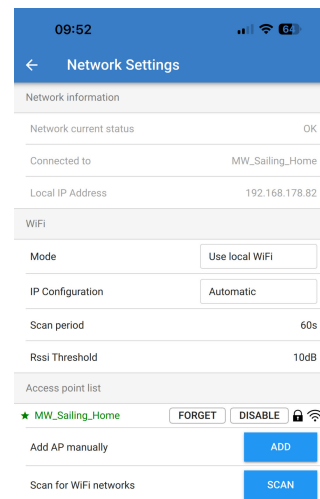 09:52
64
Network Settings
Network information
Network current status OK
Connected to MW_Sailing_Home
Local IP Address 192.168.178.82
WiFi
Mode Use local WiFi
IP Configuration Automatic
Scan period 60s
Rssi Threshold 10dB
Access point list
★ MW_Sailing_Home FORGET DISABLE
Add AP manually ADD
Scan for WiFi networks SCAN